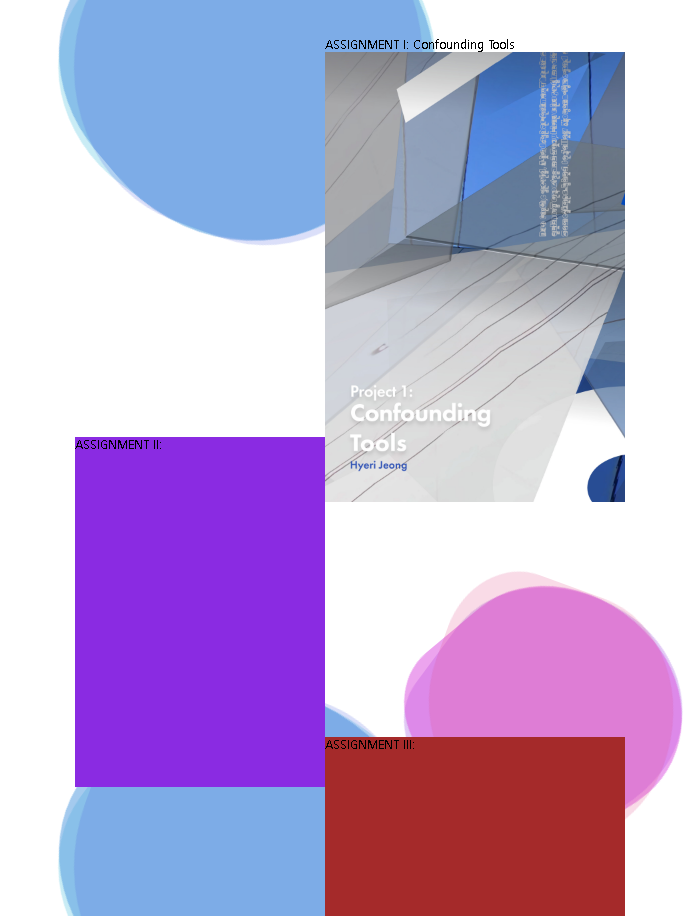 ASSIGNMENT I: Confounding Tools
Project 1:
Confounding
Tools
Hyeri Jeong
ASSIGNMENT II:
ASSIGNMENT III: